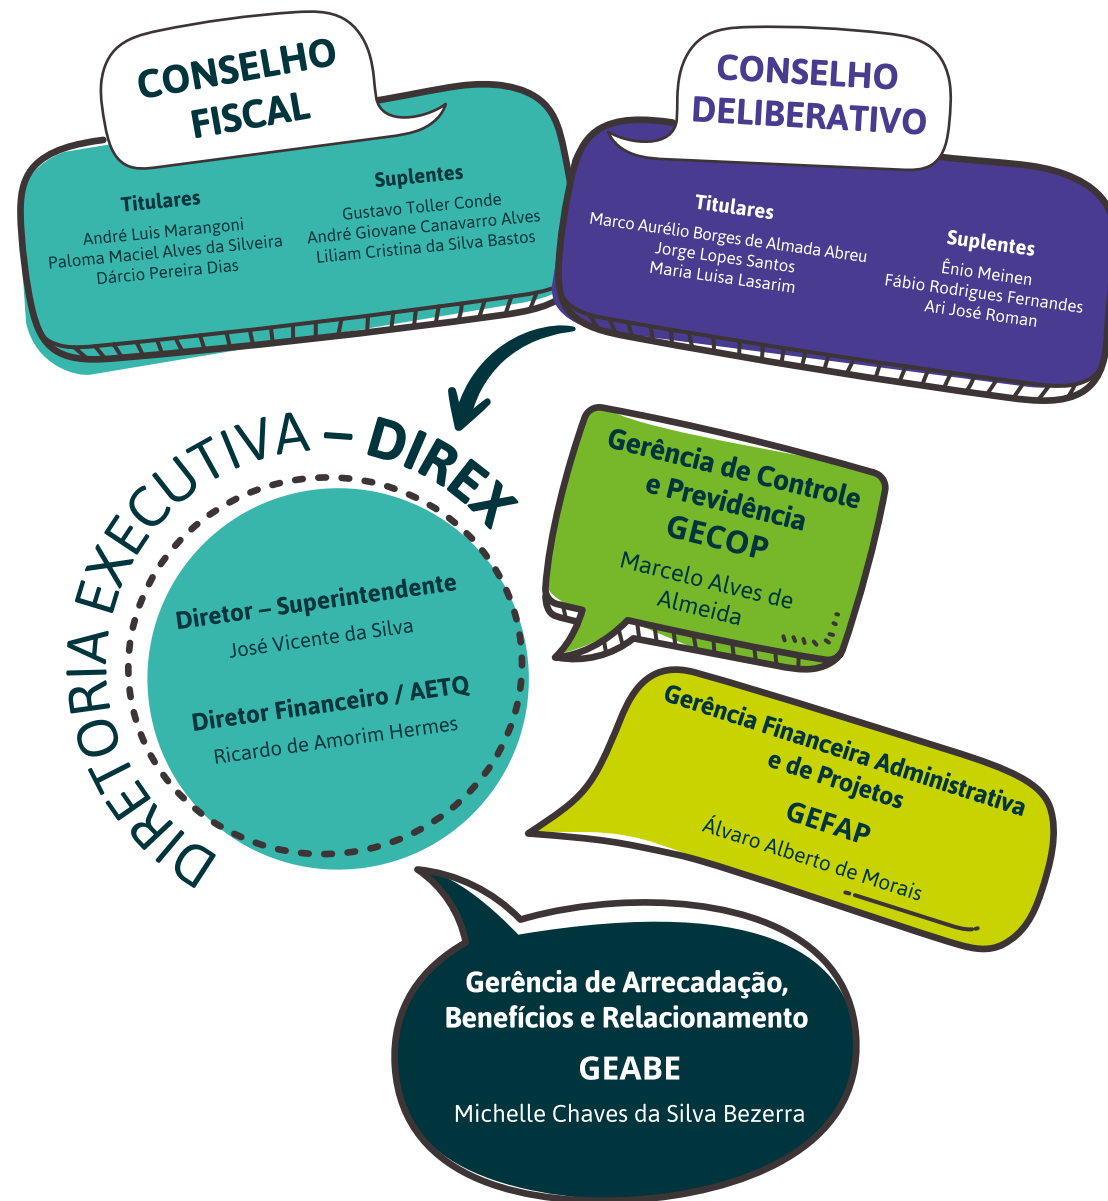 CONSELHO
FISCAL
Titulares
André Luis Marangoni
Paloma Maciel Alves da Silveira
Dárcio Pereira Dias
Suplentes
Gustavo Toller Conde
André Giovane Canavarro Alves
Liliam Cristina da Silva Bastos
CONSELHO
DELIBERATIVO
Titulares
Marco Aurélio Borges de Almada Abreu
Jorge Lopes Santos
Maria Luisa Lasarim
Suplentes
Ênio Meinen
Fábio Rodrigues Fernandes
Ari José Roman
DIRETORIA EXECUTIVA – DIREX
Diretor – Superintendente
José Vicente da Silva
Diretor Financeiro / AETQ
Ricardo de Amorim Hermes
Gerência de Controle
e Previdência
GECOP
Marcelo Alves de
Almeida
Gerência Financeira Administrativa
e de Projetos
GEFAP
Álvaro Alberto de Morais
Gerência de Arrecadação,
Benefícios e Relacionamento
GEABE
Michelle Chaves da Silva Bezerra